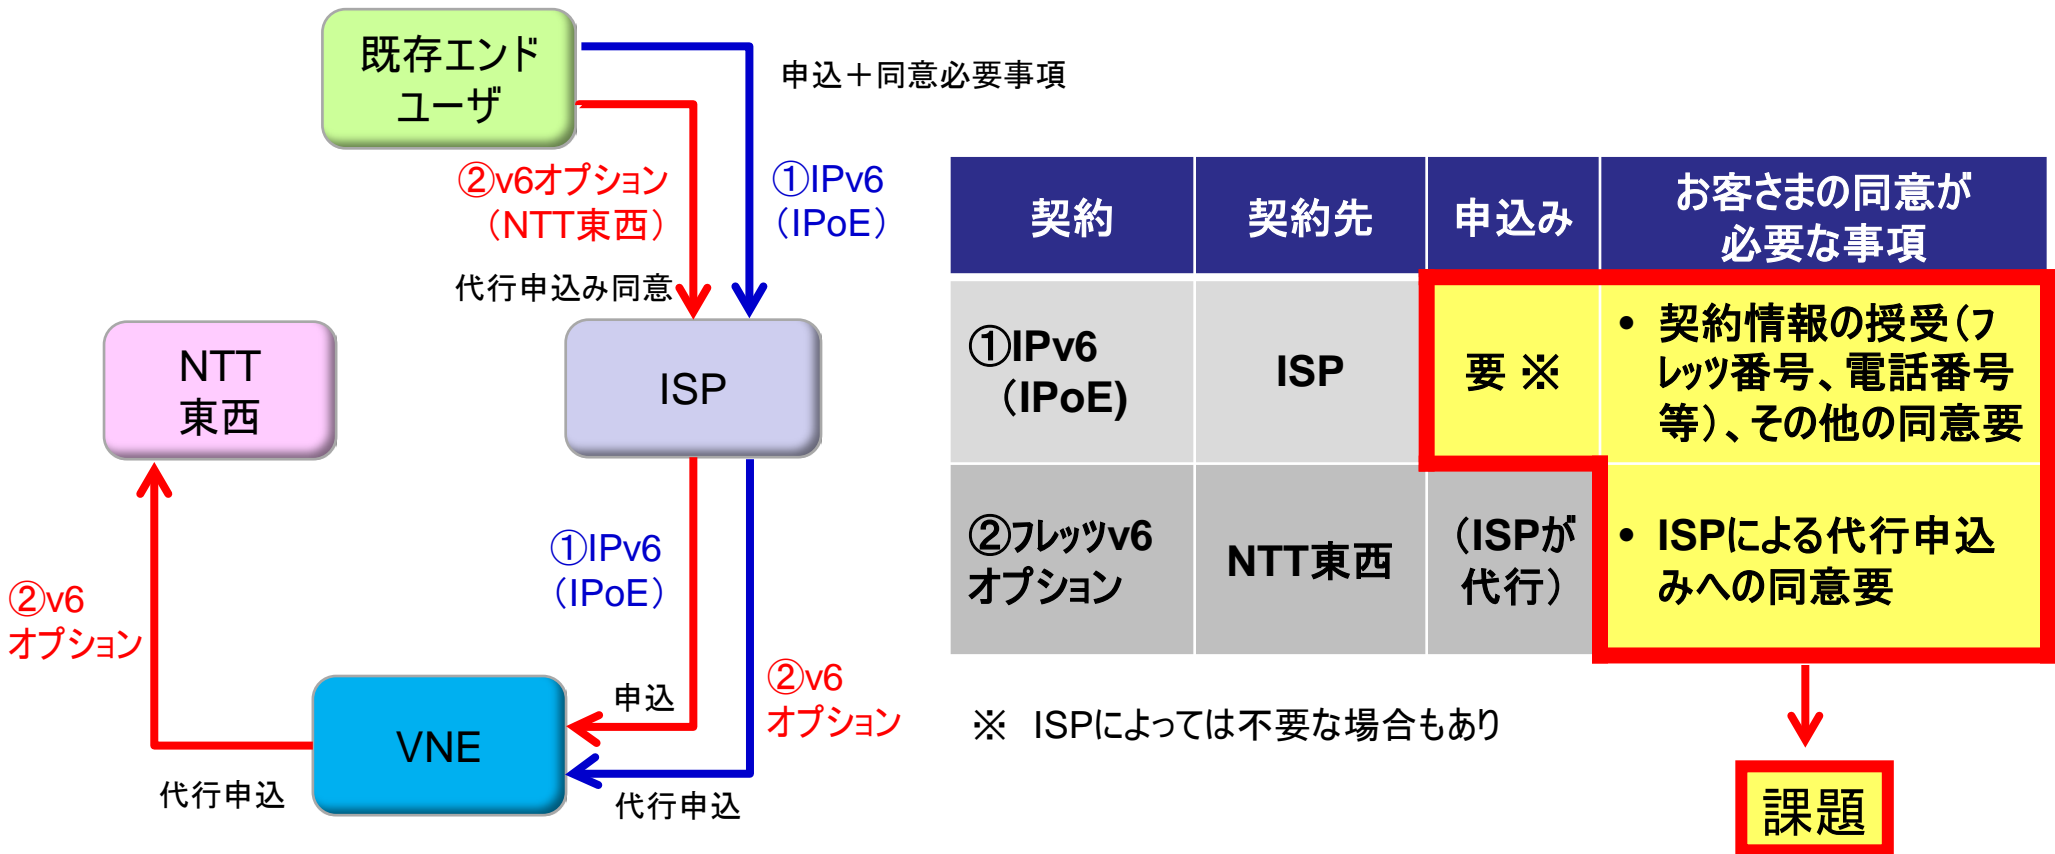 既存エンド
ユーザ
申込＋同意必要事項
②v6オプション
（NTT東西）
①IPv6
（IPoE）
代行申込み同意
NTT
東西
ISP
①IPv6
（IPoE）
②v6
オプション
申込
②v6
オプション
VNE
代行申込
代行申込
契約
契約先
申込み
お客さまの同意が
必要な事項
①IPv6
（IPoE)
ISP
要 ※
• 契約情報の授受（フ
レッツ番号、電話番号
等）、その他の同意要
②フレッツv6
オプション
NTT東西
（ISPが
代行）
• ISPによる代行申込
みへの同意要
※　ISPによっては不要な場合もあり
課題